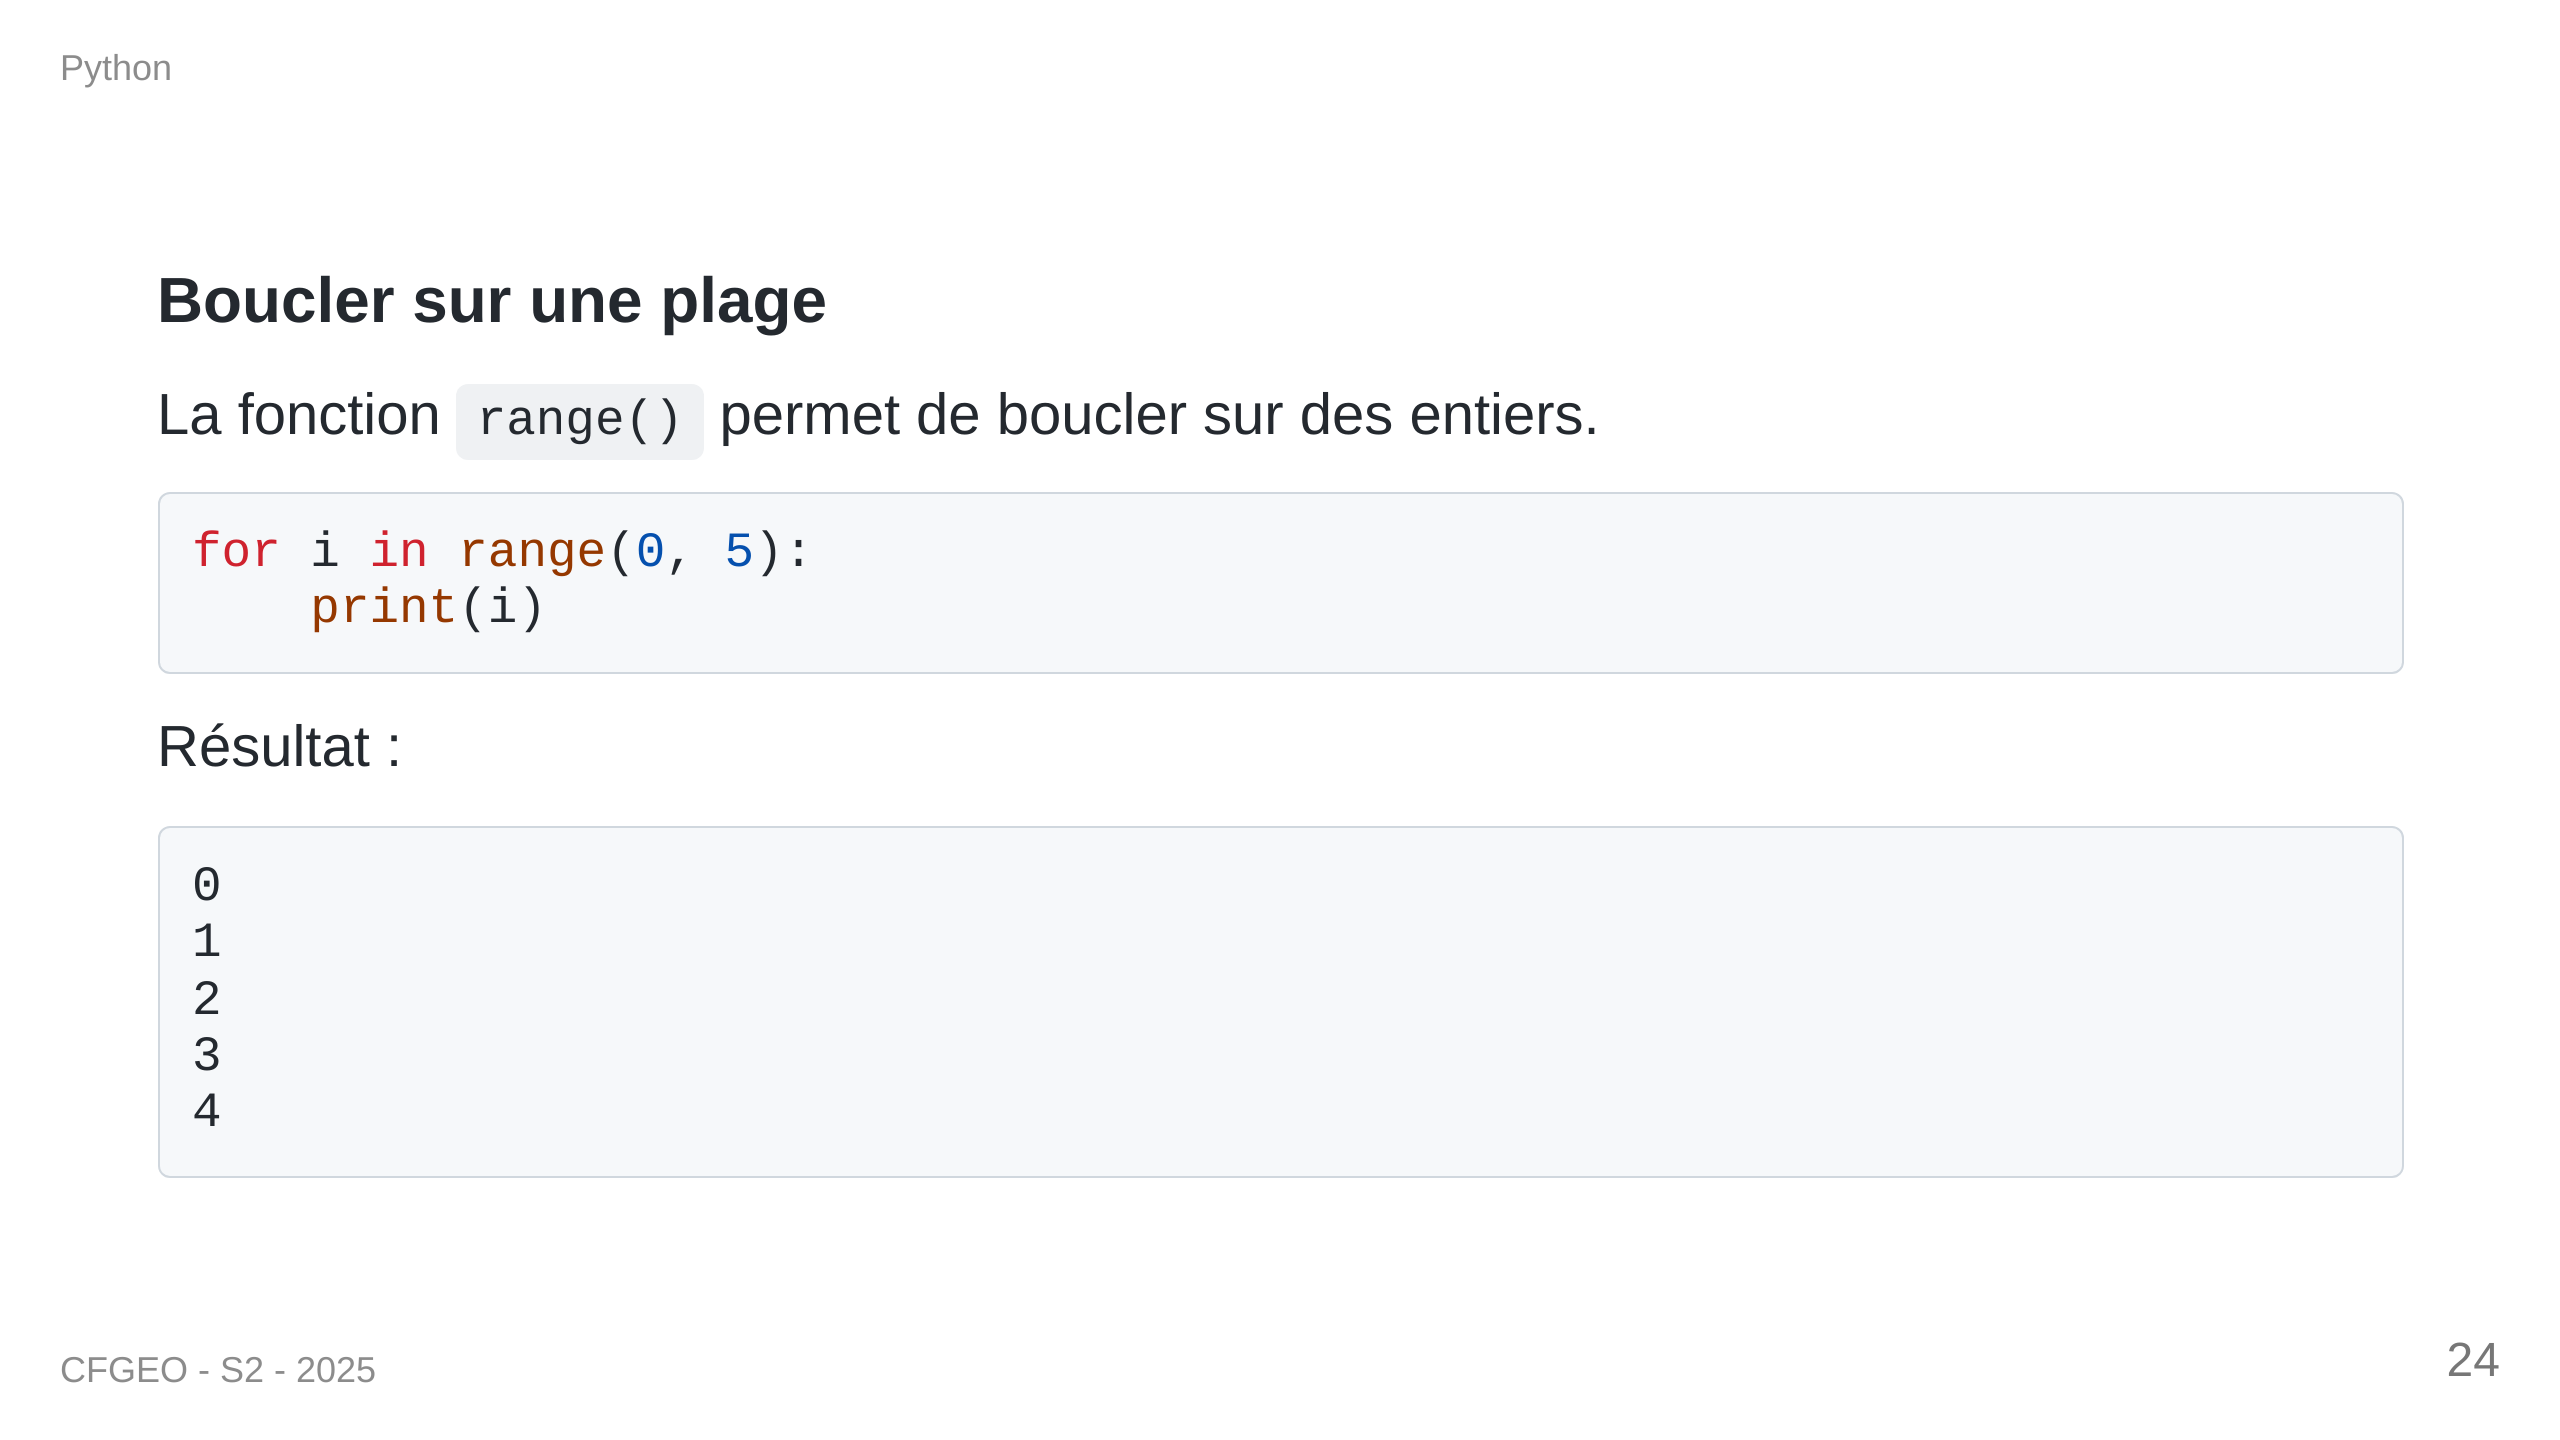 Python
Boucler sur une plage
La fonction range() permet de boucler sur des entiers.
for i in range(0, 5):
    print(i)
Résultat :
0
1
2
3
4
CFGEO - S2 - 2025
24